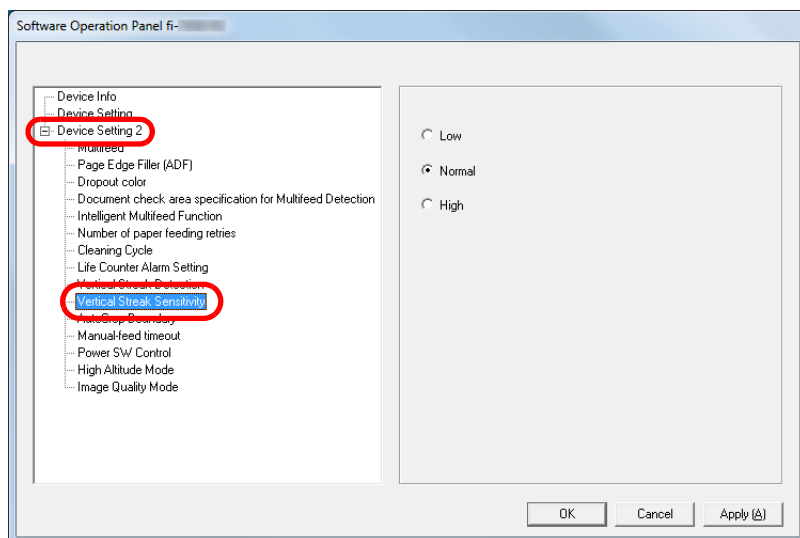 Software Operation Panel fi-
Device Info
Device Setting
Device Setting 2
Multifeed
Page Edge Filler (ADF)
Dropout color
Document check area specification for Multifeed Detection
Intelligent Multifeed Function
Number of paper feeding retries
Cleaning Cycle
Life Counter Alarm Setting
Vertical Streak Detection
Vertical Streak Sensitivity
AutoCrop Boundary
Manual-feed timeout
Power SW Control
High Altitude Mode
Image Quality Mode
Low
Normal
High
OK Cancel Apply (A)